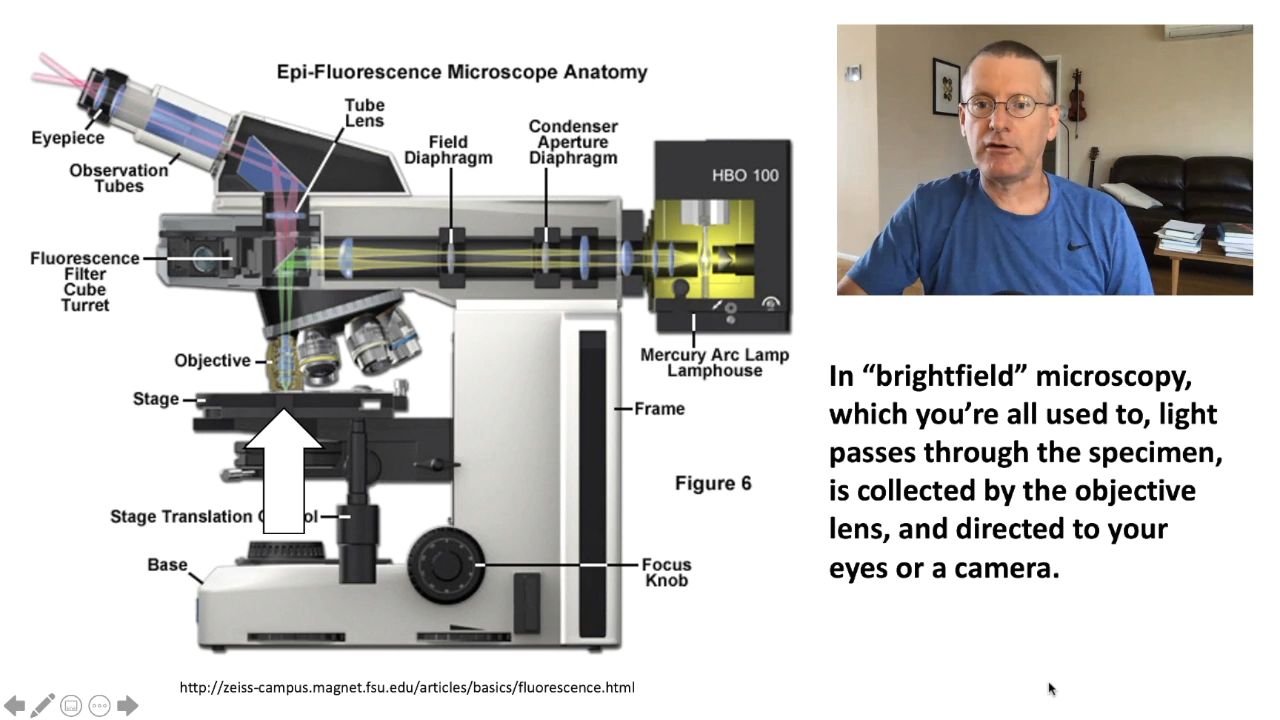 Epi-Fluorescence Microscope Anatomy
Tube
Lens
Eyepiece
Observation
Tubes
Field
Diaphragm
Condenser
Aperture
Diaphragm
HBO 100
Fluorescence
Filter
Cube
Turret
Objective
Stage
Mercury Arc Lamp
Lamphouse
Frame
Figure 6
Stage Translation C ol
Base
Focus
Knob
In “brightfield” microscopy,
which you’re all used to, light
passes through the specimen,
is collected by the objective
lens, and directed to your
eyes or a camera.
http://zeiss-campus.magnet.fsu.edu/articles/basics/fluorescence.html